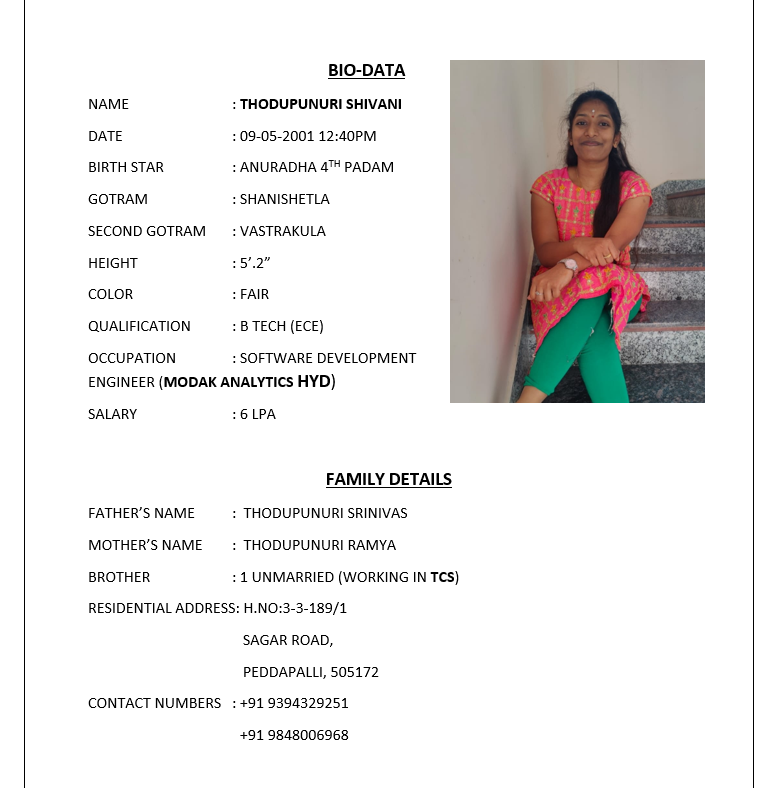 BIO-DATA
NAME : THODUPUNURI SHIVANI
DATE : 09-05-2001 12:40PM
BIRTH STAR : ANURADHA 4TH PADAM
GOTRAM : SHANISHETLA
SECOND GOTRAM : VASTRAKULA
HEIGHT : 5’.2”
COLOR : FAIR
QUALIFICATION : B TECH (ECE)
OCCUPATION : SOFTWARE DEVELOPMENT
ENGINEER (MODAK ANALYTICS HYD)
SALARY : 6 LPA
FAMILY DETAILS
FATHER’S NAME : THODUPUNURI SRINIVAS
MOTHER’S NAME : THODUPUNURI RAMYA
BROTHER : 1 UNMARRIED (WORKING IN TCS)
RESIDENTIAL ADDRESS: H.NO:3-3-189/1
SAGAR ROAD,
PEDDAPALLI, 505172
CONTACT NUMBERS : +91 9394329251
+91 9848006968